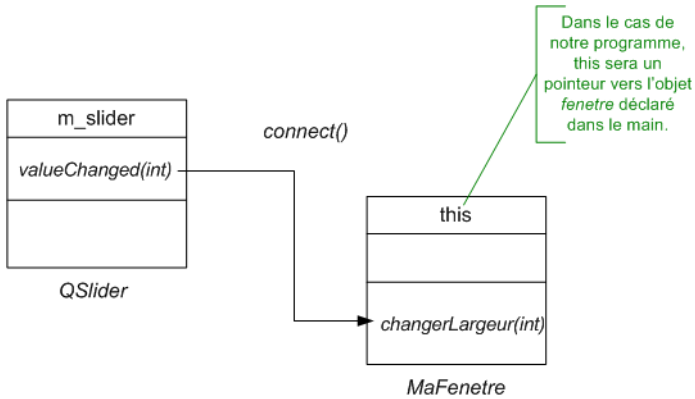 Dans le cas de
notre programme,
this sera un
pointeur vers l'objet
fenetre déclaré
dans le main.
m_slider
valueChanged(int)
QSlider
connect()
this
changerLargeur(int)
MaFenetre